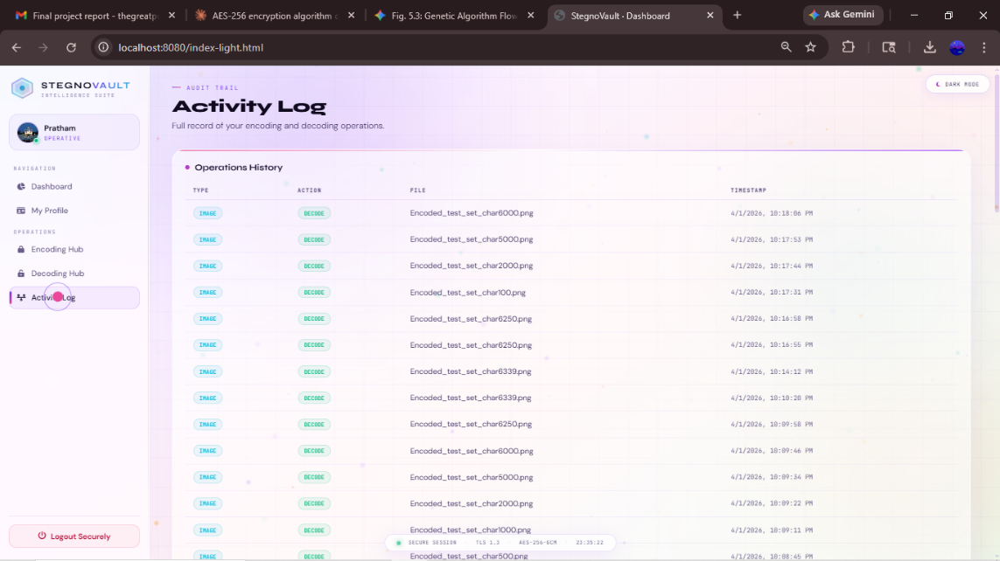 Final project report - thegreatp
AES-256 encryption algorithm
Fig. 5.3: Genetic Algorithm Flow
StegnoVault · Dashboard
Ask Gemini
localhost:8080/index-light.html
STEGNOVAULT
INTELLIGENCE SUITE
Pratham
OPERATIVE
NAVIGATION
Dashboard
My Profile
OPERATIONS
Encoding Hub
Decoding Hub
Activity Log
Logout Securely
DARK MODE
AUDIT TRAIL
Activity Log
Full record of your encoding and decoding operations.
Operations History
TYPE ACTION FILE TIMESTAMP
IMAGE DECODE Encoded_test_set_char6000.png 4/1/2026, 10:18:06 PM
IMAGE DECODE Encoded_test_set_char5000.png 4/1/2026, 10:17:53 PM
IMAGE DECODE Encoded_test_set_char2000.png 4/1/2026, 10:17:44 PM
IMAGE DECODE Encoded_test_set_char100.png 4/1/2026, 10:17:31 PM
IMAGE DECODE Encoded_test_set_char6250.png 4/1/2026, 10:16:58 PM
IMAGE DECODE Encoded_test_set_char6250.png 4/1/2026, 10:16:55 PM
IMAGE DECODE Encoded_test_set_char6339.png 4/1/2026, 10:14:12 PM
IMAGE DECODE Encoded_test_set_char6339.png 4/1/2026, 10:10:20 PM
IMAGE DECODE Encoded_test_set_char6250.png 4/1/2026, 10:09:58 PM
IMAGE DECODE Encoded_test_set_char6000.png 4/1/2026, 10:09:46 PM
IMAGE DECODE Encoded_test_set_char5000.png 4/1/2026, 10:09:34 PM
IMAGE DECODE Encoded_test_set_char2000.png 4/1/2026, 10:09:22 PM
IMAGE DECODE Encoded_test_set_char1000.png 4/1/2026, 10:09:11 PM
SECURE SESSION · TLS 1.3 · AES-256-GCM · 23:35:22
IMAGE DECODE Encoded_test_set_char500.png 4/1/2026, 10:08:45 PM